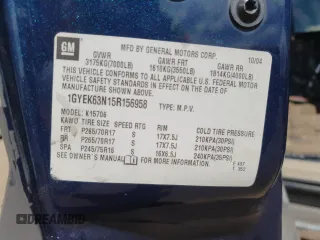 GM
MFD BY GENERAL MOTORS CORP.
10/04
GVWR GAWR FRT GAWR RR
3175KG(7000LB) 1610KG(3550LB) 1814KG(4000LB)
THIS VEHICLE CONFORMS TO ALL APPLICABLE U.S. FEDERAL MOTOR
VEHICLE SAFETY STANDARDS IN EFFECT ON THE DATE OF
MANUFACTURE SHOWN ABOVE.
1GYEK63N15R156958 TYPE: M.P.V.
MODEL: K15706
KAWU TIRE SIZE SPEED RTG RIM COLD TIRE PRESSURE
FRT P265/70R17 S 17X7.5J 210KPA(30PSI)
RR P265/70R17 S 17X7.5J 210KPA(30PSI)
SPA P245/75R16 S 16X6.5J 240KPA(35PSI)
SEE OWNER'S MANUAL FOR MORE INFORMATION.
DREAMBID